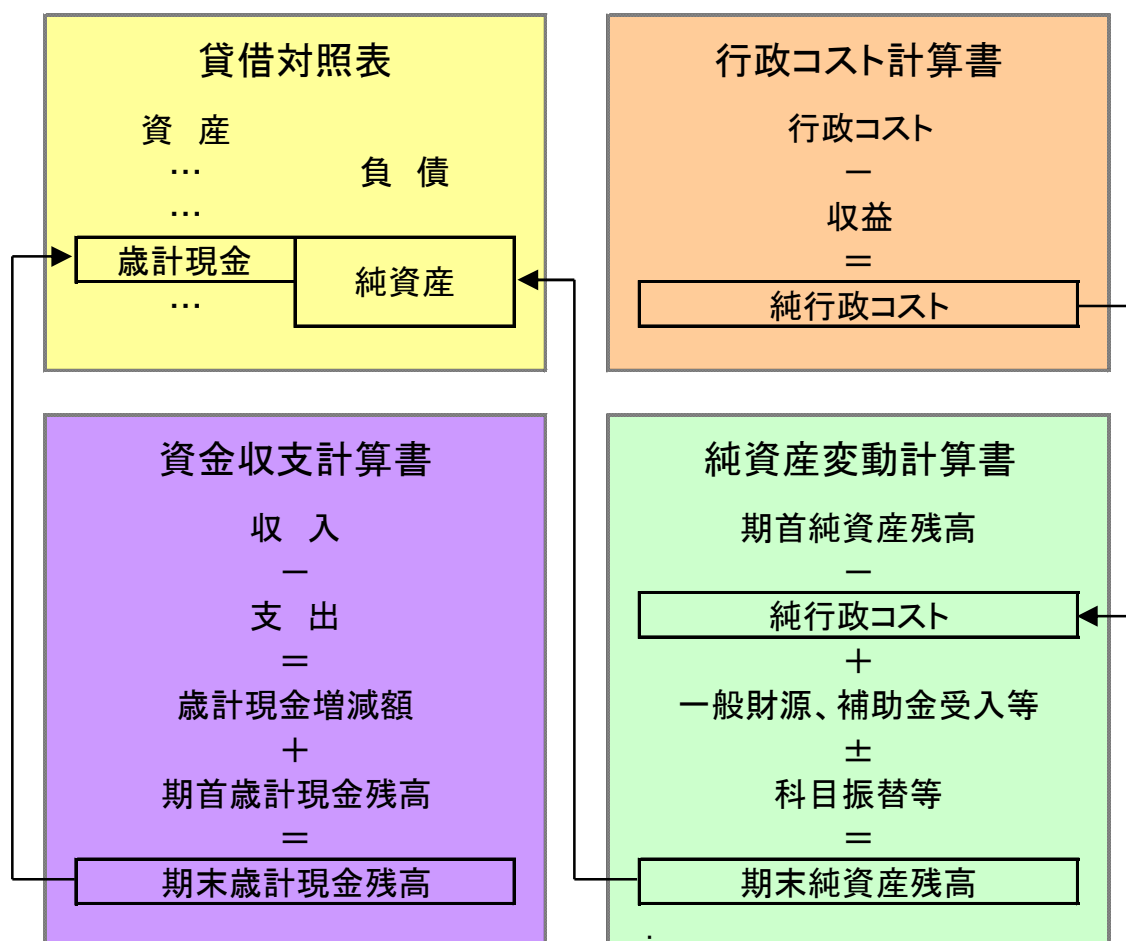 貸借対照表
資 産
…
負 債
…
歳計現金
純資産
…
行政コスト計算書
行政コスト
－
収益
＝
純行政コスト
資金収支計算書
収 入
－
支 出
＝
歳計現金増減額
＋
期首歳計現金残高
＝
期末歳計現金残高
純資産変動計算書
期首純資産残高
－
純行政コスト
＋
一般財源、補助金受入等
±
科目振替等
＝
期末純資産残高
.